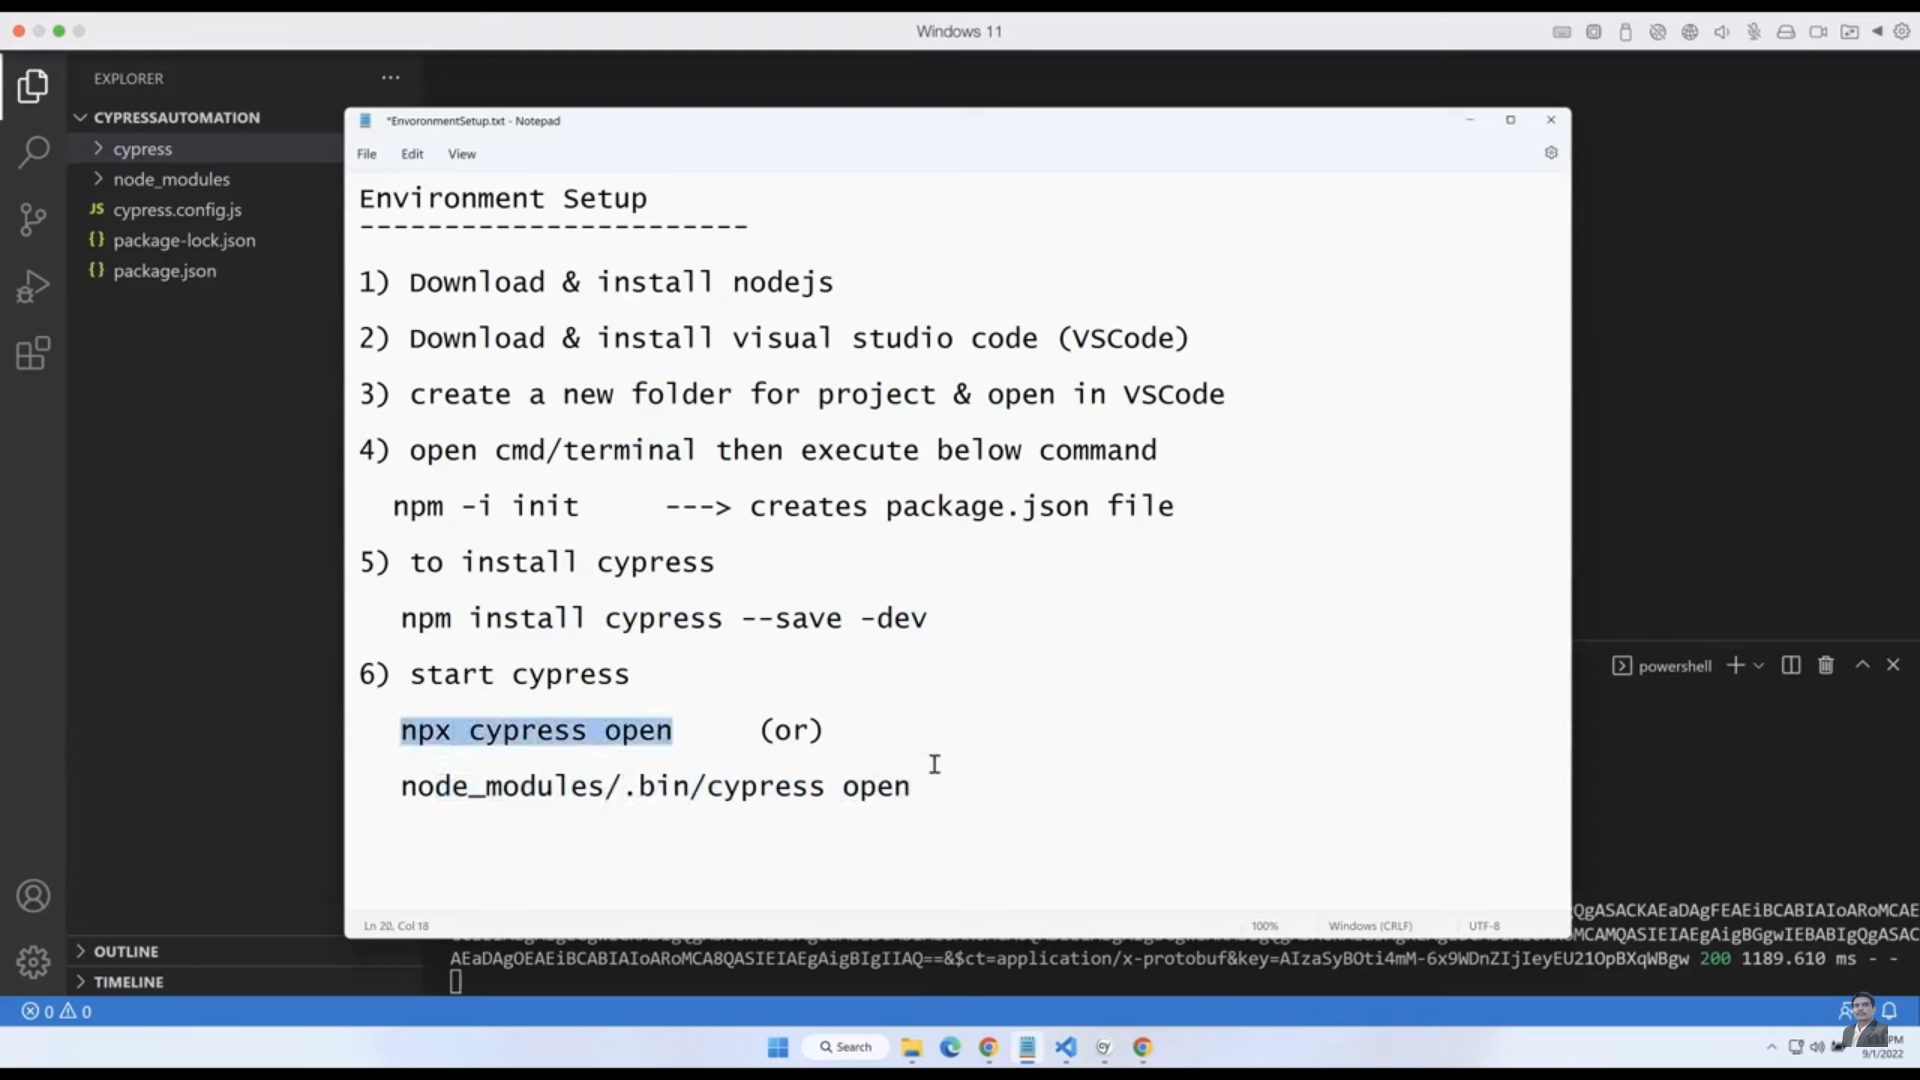 Windows 11
EXPLORER
CYPRESSAUTOMATION
cypress
node_modules
JS cypress.config.js
{} package-lock.json
{} package.json
*EnvoronmentSetup.txt - Notepad
File Edit View
Environment Setup
-----------------------
1) Download & install nodejs
2) Download & install visual studio code (VSCode)
3) create a new folder for project & open in VSCode
4) open cmd/terminal then execute below command
npm -i init ---> creates package.json file
5) to install cypress
npm install cypress --save -dev
6) start cypress
npx cypress open (or)
node_modules/.bin/cypress open
Ln 20, Col 18 100% Windows (CRLF) UTF-8
powershell
QgASACKAEaDAgFEAEiBCABIAIoARoMCAE
MCAMQASIEIAEgAigBGgwIEBABIgQgASAC
AEaDAgOEAEiBCABIAIoARoMCA8QASIEIAEgAigBIgIIAQ==&$ct=application/x-protobuf&key=AIzaSyBOti4mM-6x9WDnZIjIeyEU21OpBXqWBgw 200 1189.610 ms - -
OUTLINE
TIMELINE
0 0
Search
cy
PM
9/1/2022